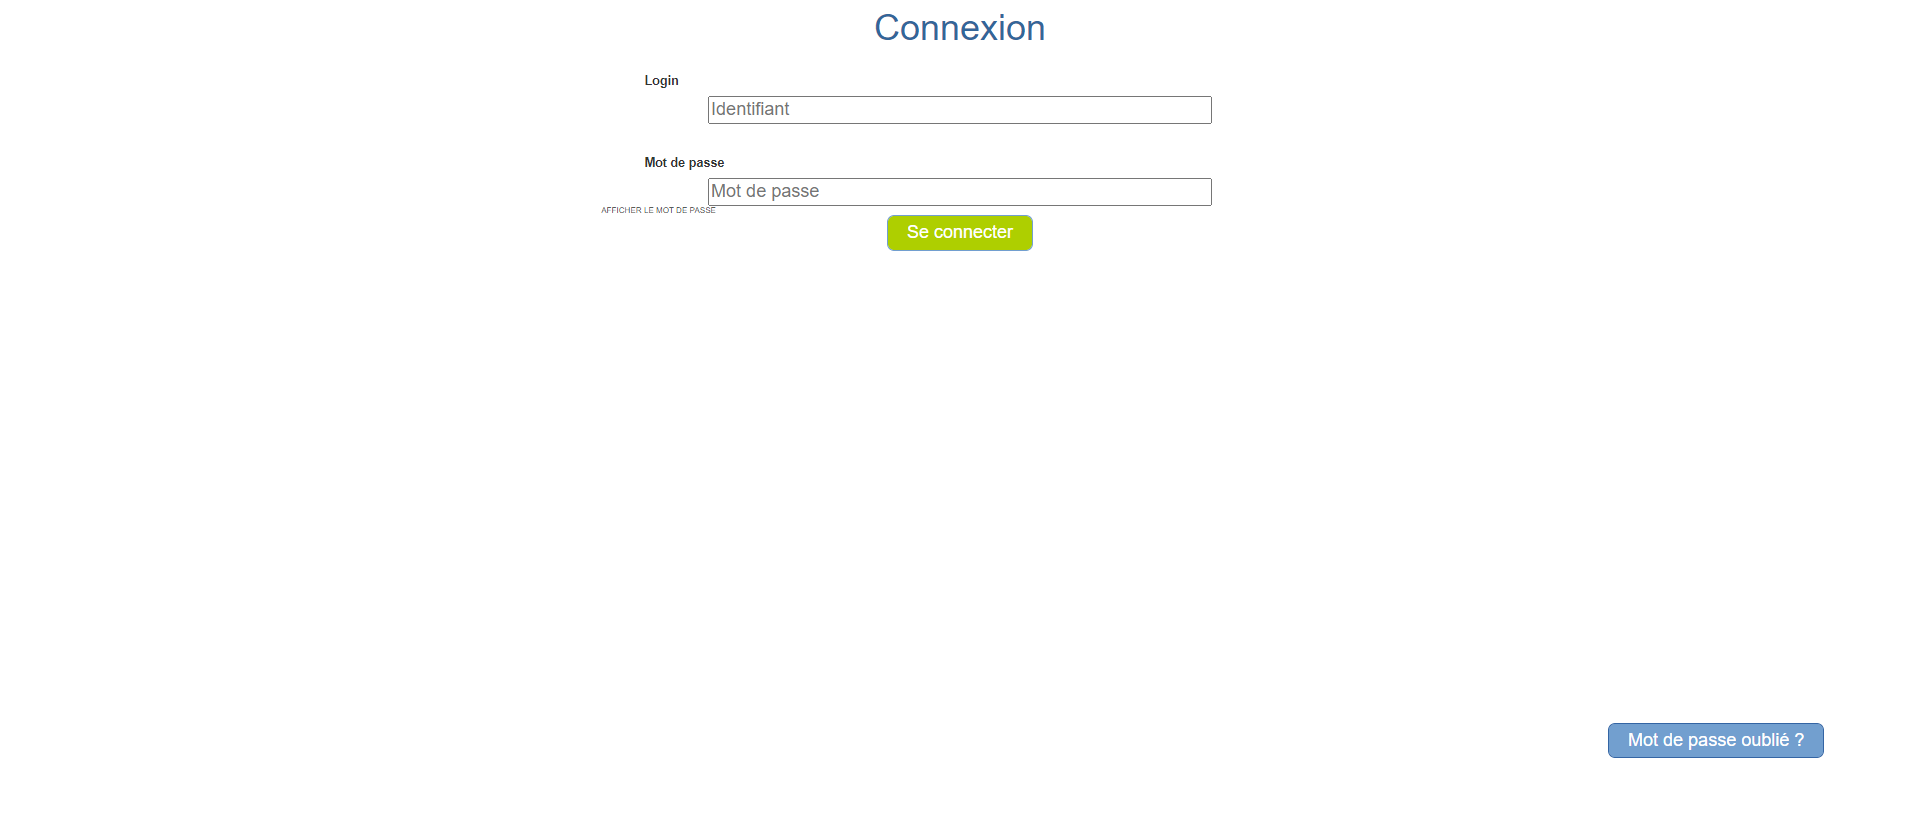 Connexion
Login
Identifiant
Mot de passe
Mot de passe
AFFICHER LE MOT DE PASSE
Se connecter
Mot de passe oublié ?